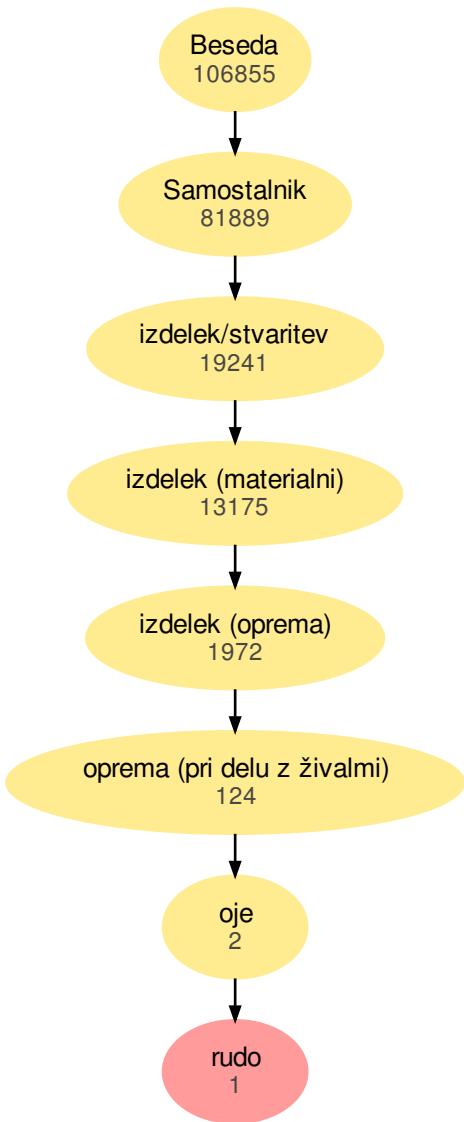 Beseda
106855
Samostalnik
81889
izdelek/stvaritev
19241
izdelek (materialni)
13175
izdelek (oprema)
1972
oprema (pri delu z živalmi)
124
oje
2
rudo
1